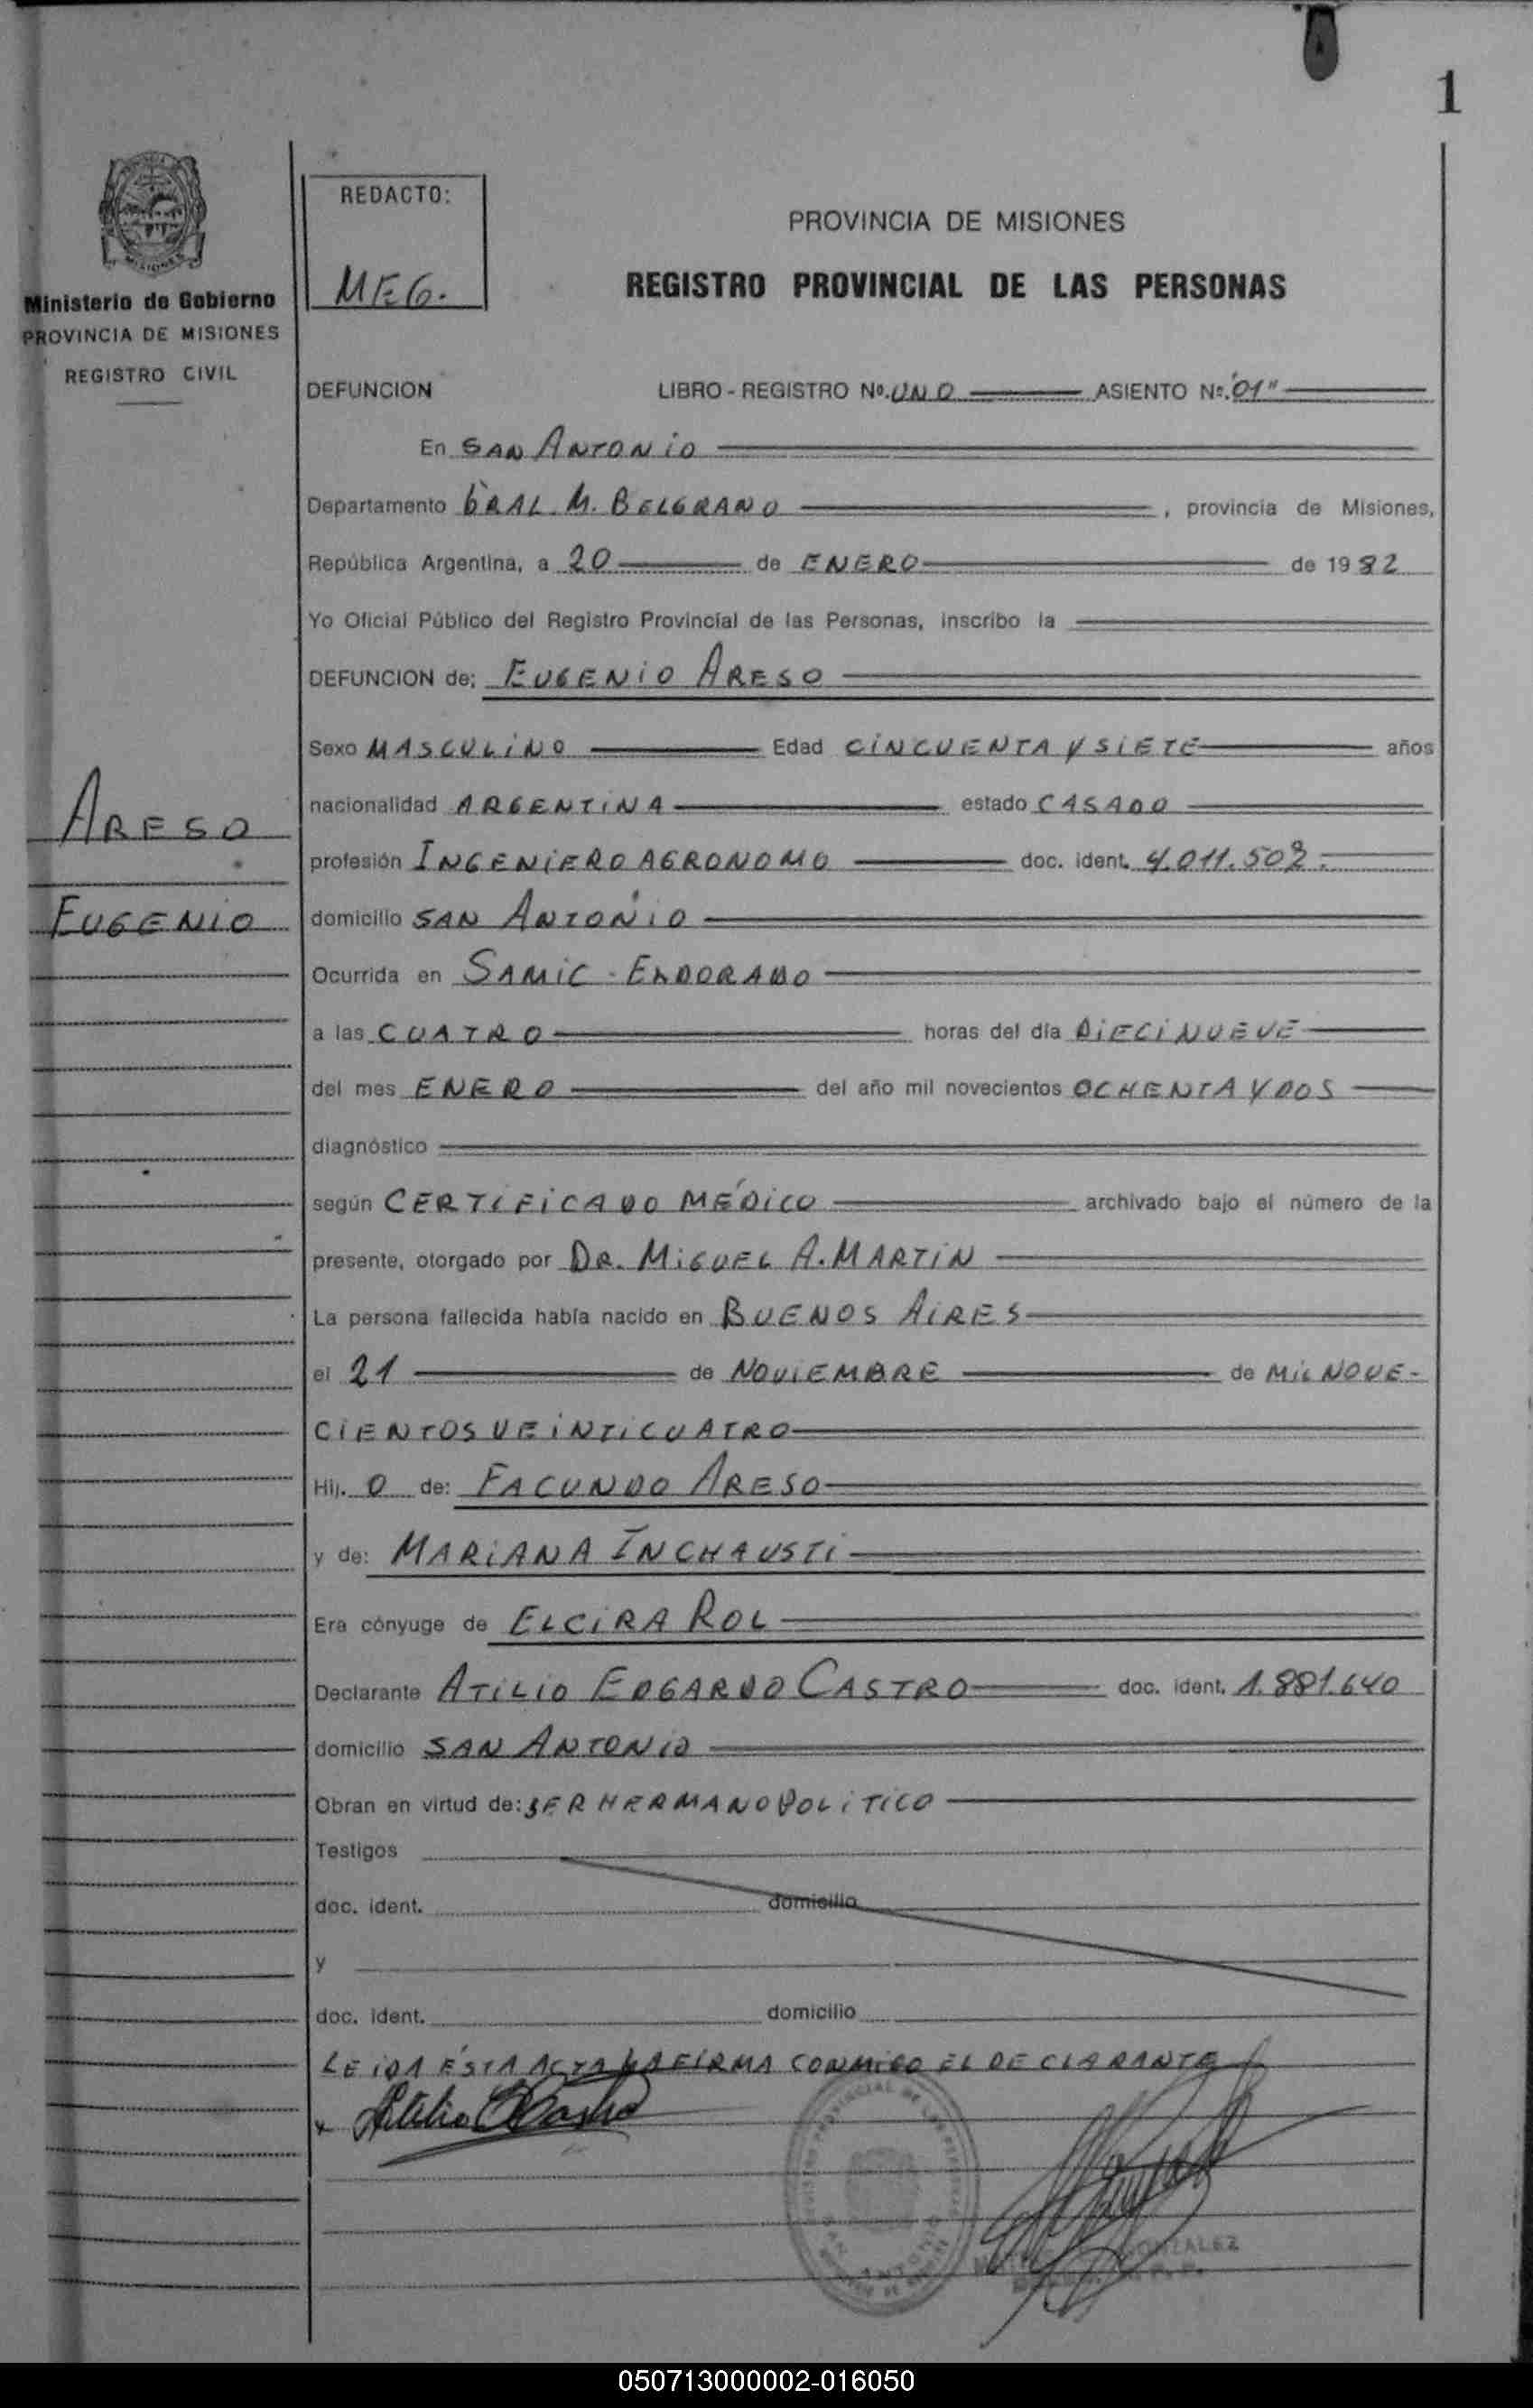 1
REDACTO:
MEG.
PROVINCIA DE MISIONES
REGISTRO PROVINCIAL DE LAS PERSONAS
Ministerio de Gobierno
PROVINCIA DE MISIONES
REGISTRO CIVIL
DEFUNCION LIBRO - REGISTRO Nº. UNO ASIENTO Nº. "01"
En SAN ANTONIO
Departamento GRAL. M. BELGRANO, provincia de Misiones,
República Argentina, a 20 de ENERO de 1982
Yo Oficial Público del Registro Provincial de las Personas, inscribo la
DEFUNCION de: EUGENIO ARESO
Sexo MASCULINO Edad CINCUENTA Y SIETE años
ARESO
nacionalidad ARGENTINA estado CASADO
profesión INGENIERO AGRONOMO doc. ident. 4.011.502.
EUGENIO
domicilio SAN ANTONIO
Ocurrida en SAMIC - ELDORADO
a las CUATRO horas del día DIECINUEVE
del mes ENERO del año mil novecientos OCHENTA Y DOS
diagnóstico
según CERTIFICADO MÉDICO archivado bajo el número de la
presente, otorgado por DR. MIGUEL A. MARTIN
La persona fallecida había nacido en BUENOS AIRES
el 21 de NOVIEMBRE de MIL NOVE-
CIENTOS VEINTICUATRO
Hij. O de: FACUNDO ARESO
y de: MARIANA INCHAUSTI
Era cónyuge de ELCIRA ROL
Declarante ATILIO EDGARDO CASTRO doc. ident. 1.881.640
domicilio SAN ANTONIO
Obran en virtud de: SER HERMANO POLITICO
Testigos
doc. ident. domicilio
y
doc. ident. domicilio
LEIDA ÉSTA ACTA LA FIRMA CONMIGO EL DECLARANTE
Atilio Castro
GONZALEZ
050713000002-016050